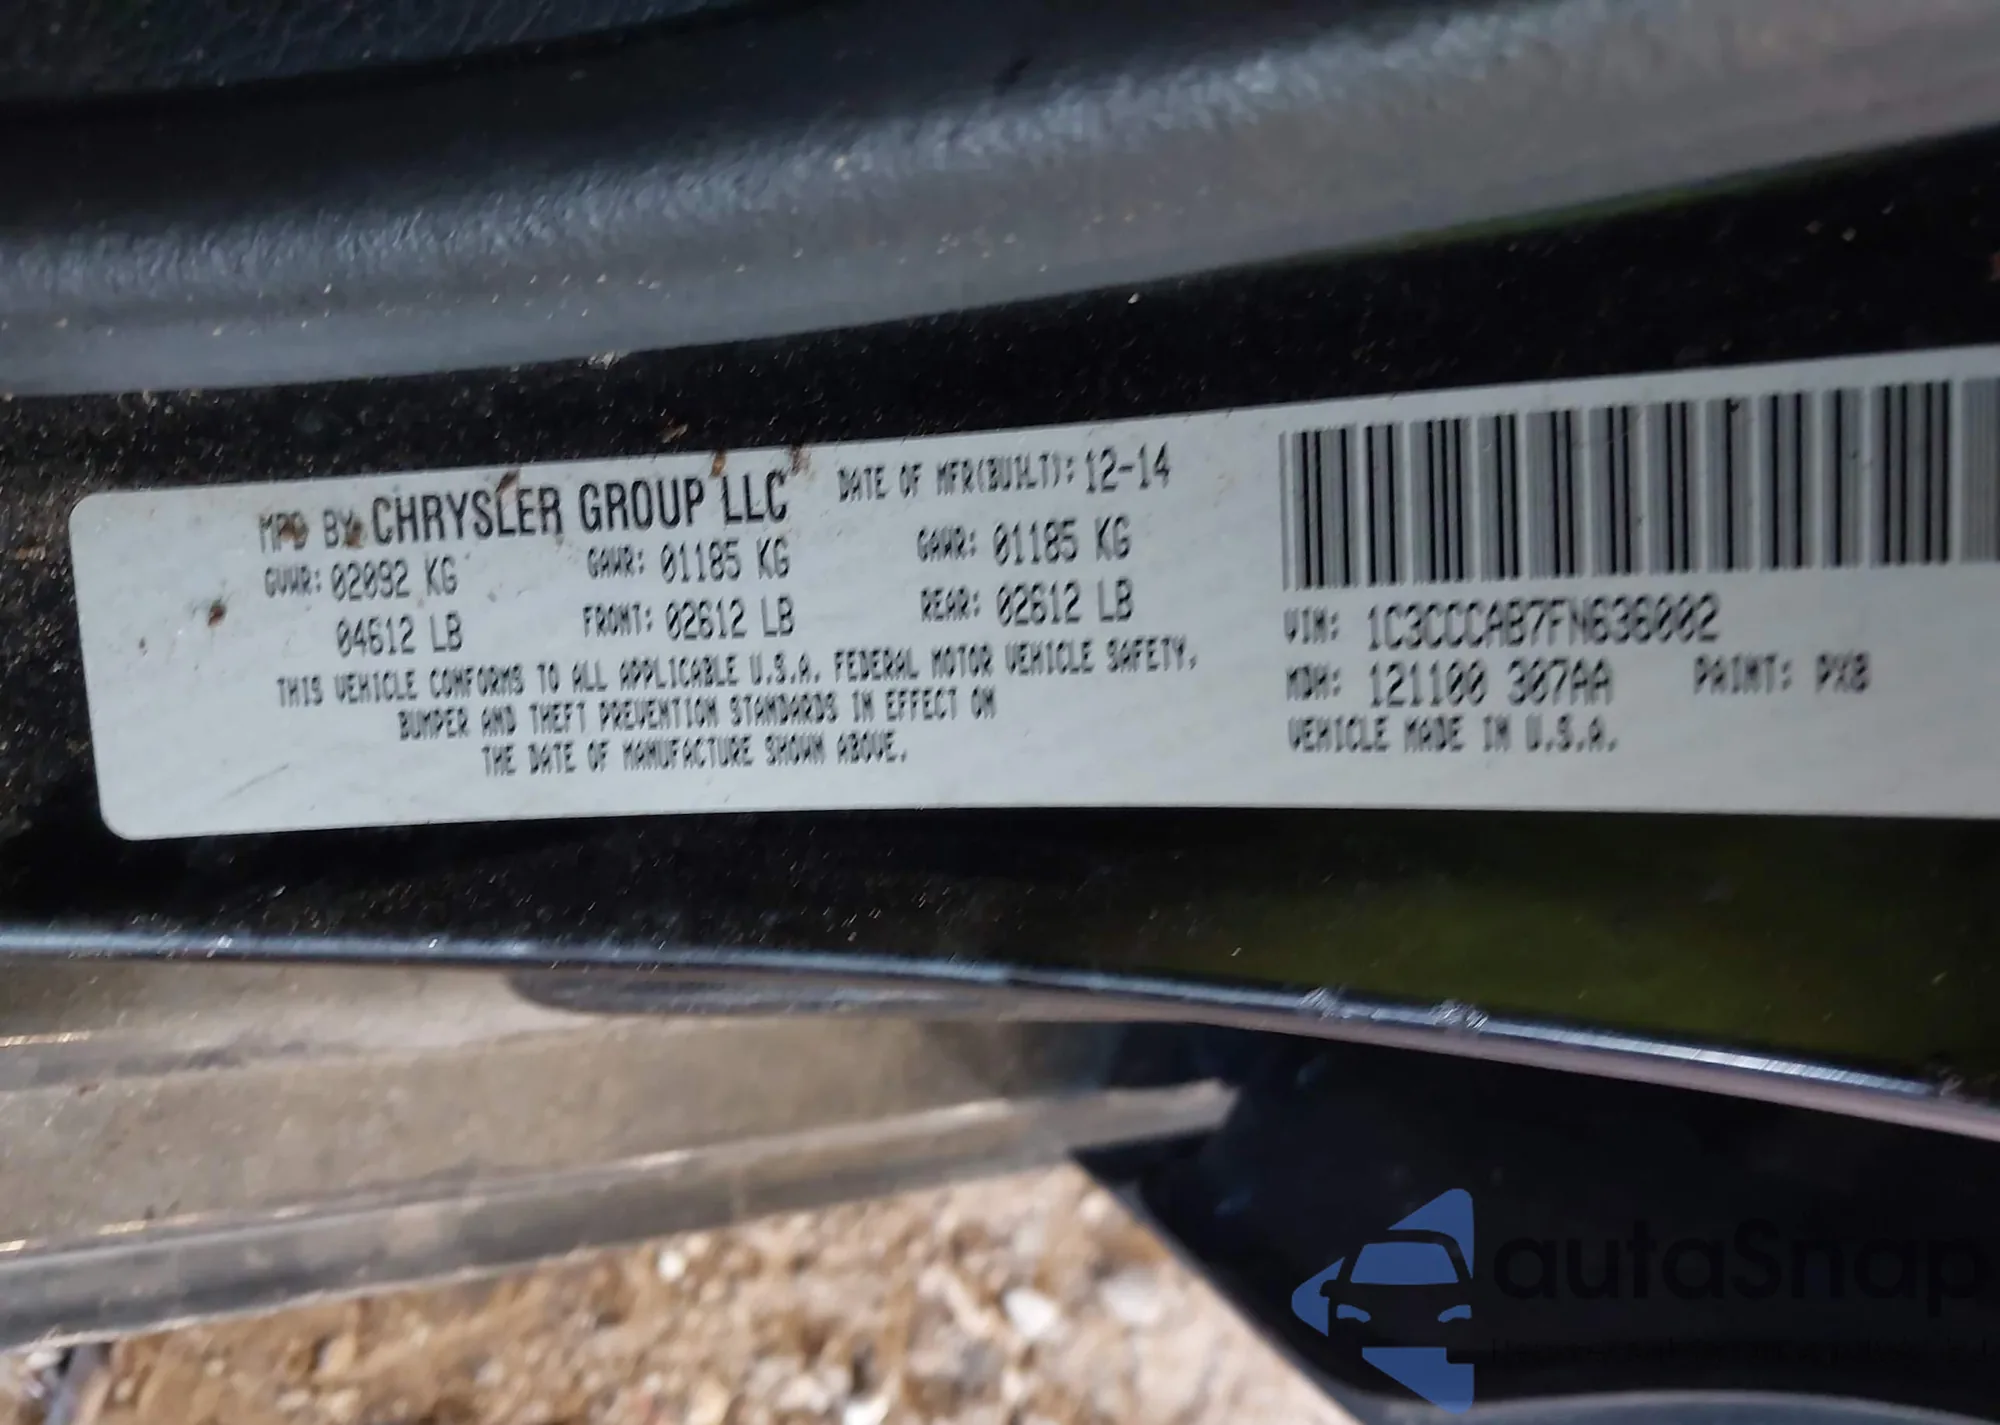 MFD BY CHRYSLER GROUP LLC DATE OF MFR(BUILT): 12-14
GVWR: 02092 KG GAWR: 01185 KG GAWR: 01185 KG
04612 LB FRONT: 02612 LB REAR: 02612 LB
THIS VEHICLE CONFORMS TO ALL APPLICABLE U.S.A. FEDERAL MOTOR VEHICLE SAFETY,
BUMPER AND THEFT PREVENTION STANDARDS IN EFFECT ON
THE DATE OF MANUFACTURE SHOWN ABOVE.
VIN: 1C3CCCAB7FN636002
MDH: 121100 307AA PAINT: PX8
VEHICLE MADE IN U.S.A.
autaSnap